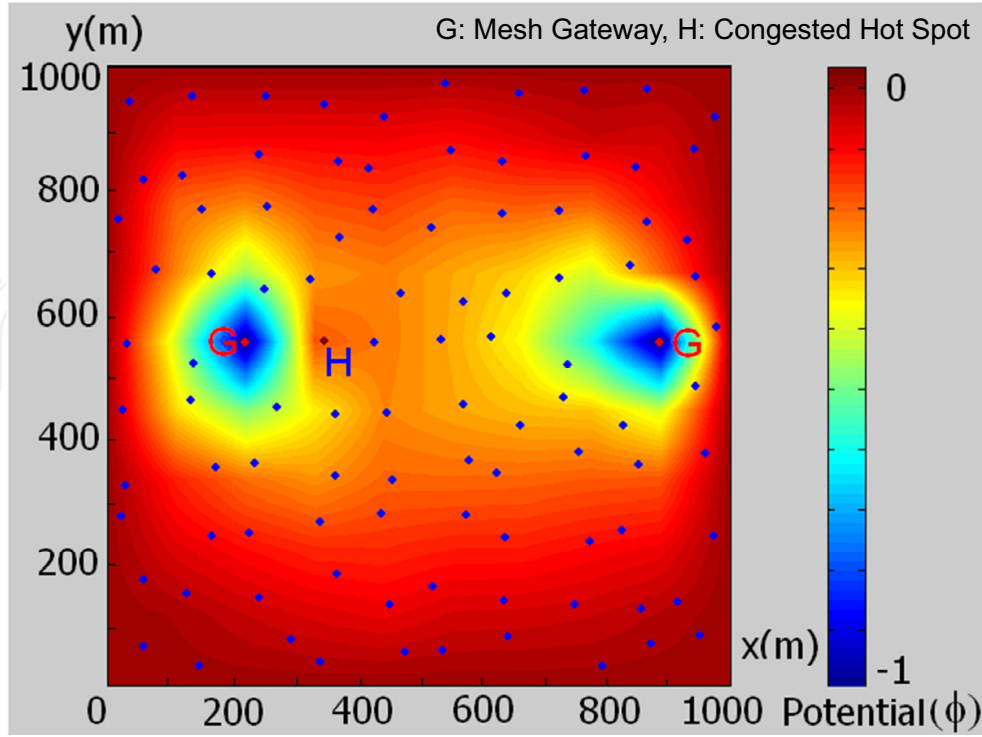 y(m)
G: Mesh Gateway, H: Congested Hot Spot
1000
800
600
400
200
0
200
400
600
800
1000
x(m)
G
H
G
0
-1
Potential(ϕ)